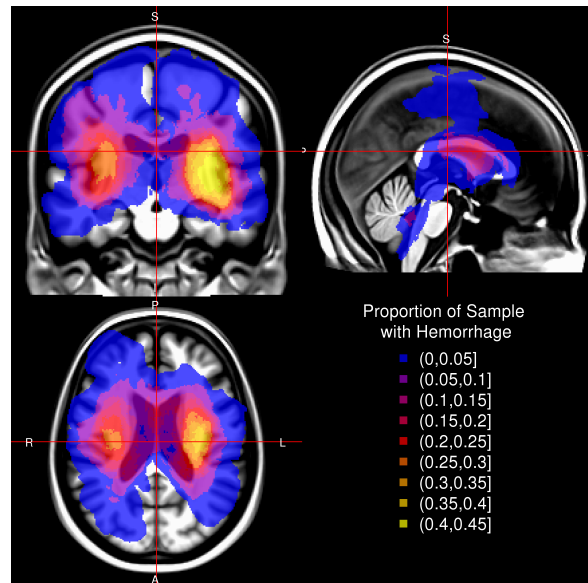 S
S
P
P
R
L
A
Proportion of Sample
with Hemorrhage
(0,0.05]
(0.05,0.1]
(0.1,0.15]
(0.15,0.2]
(0.2,0.25]
(0.25,0.3]
(0.3,0.35]
(0.35,0.4]
(0.4,0.45]